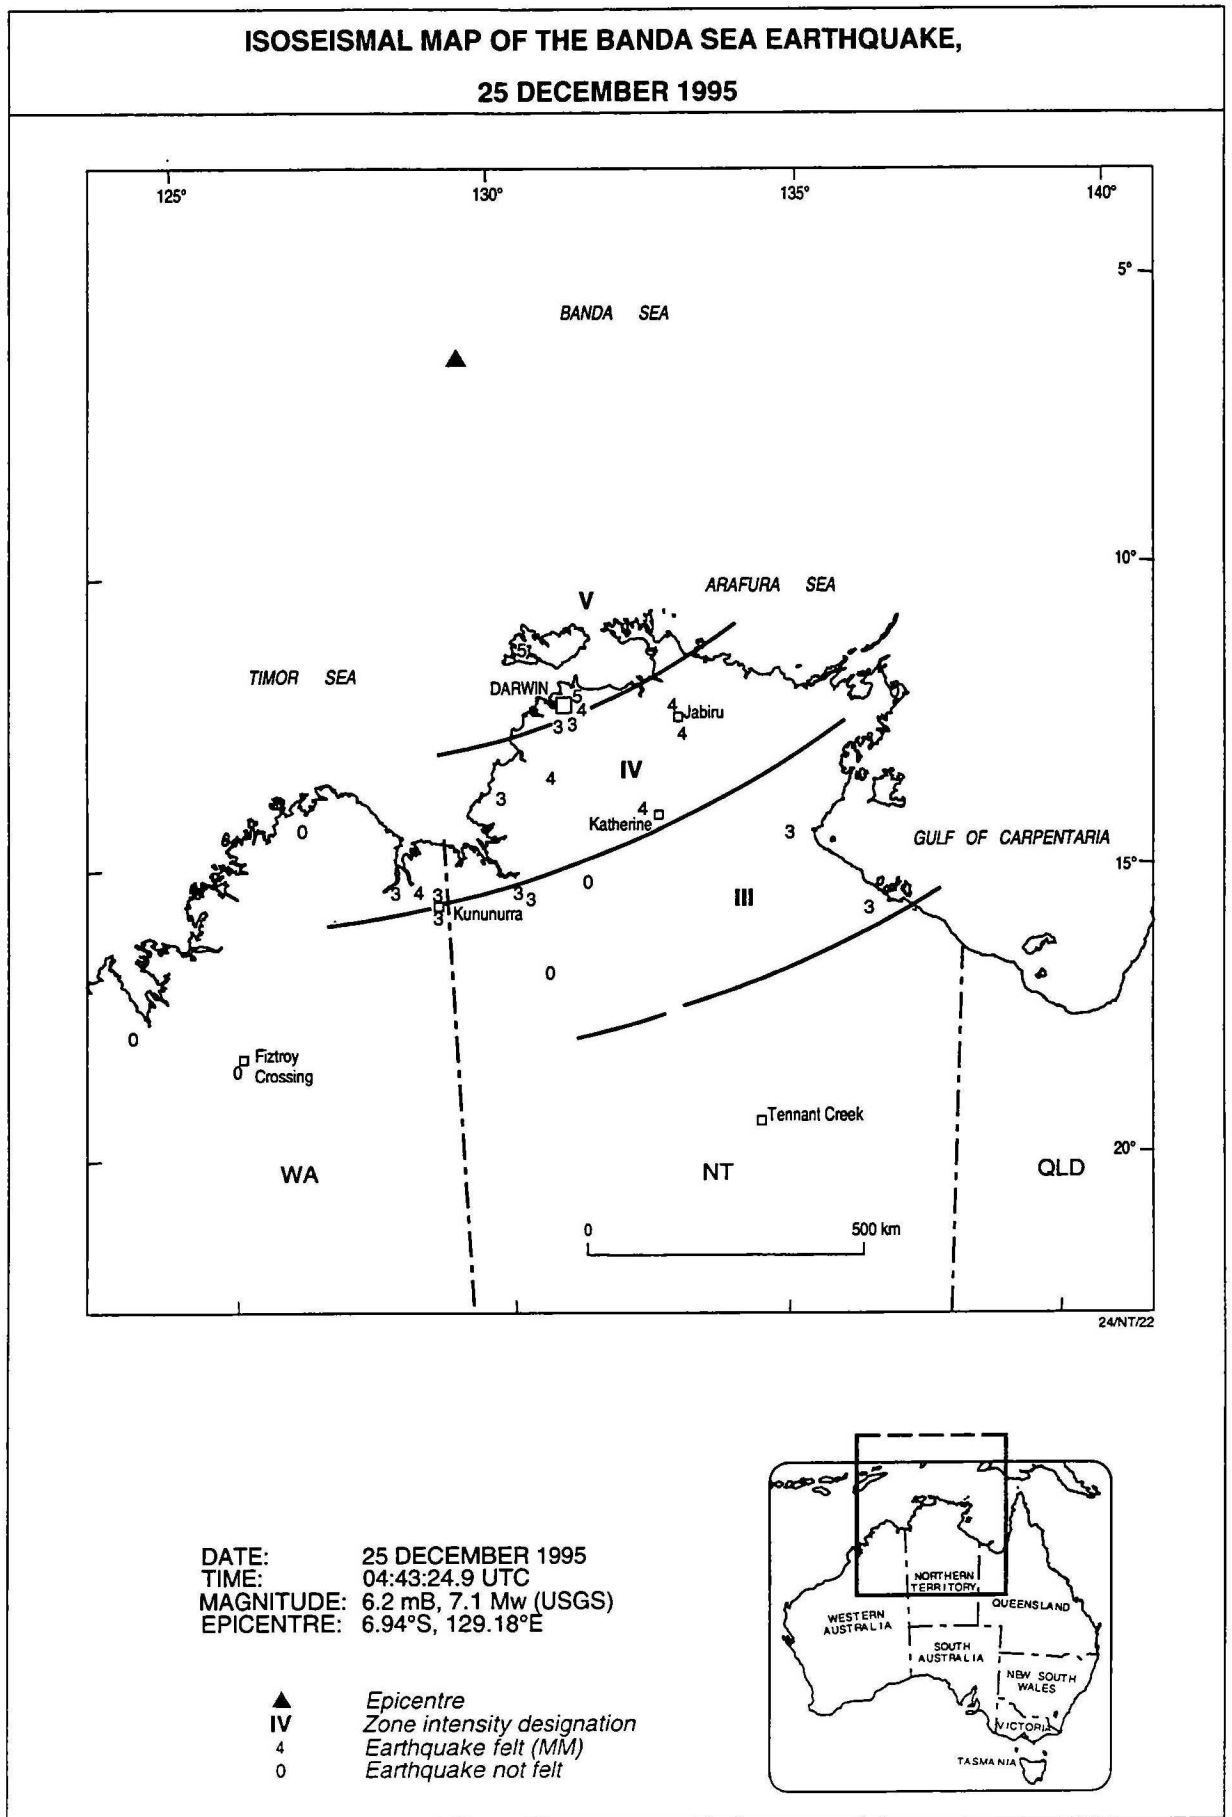 ISOSEISMAL MAP OF THE BANDA SEA EARTHQUAKE,
25 DECEMBER 1995
125°
130°
135°
140°
5°
BANDA SEA
10°
ARAFURA SEA
V
5
TIMOR SEA
DARWIN
5
4
3 3
4
Jabiru
4
IV
4
3
4
Katherine
0
3
GULF OF CARPENTARIA
15°
0
3 4 3
3
3
3
Kununurra
III
3
0
0
Fiztroy
Crossing
0
Tennant Creek
20°
WA
NT
QLD
0
500 km
24/NT/22
DATE: 25 DECEMBER 1995
TIME: 04:43:24.9 UTC
MAGNITUDE: 6.2 mB, 7.1 Mw (USGS)
EPICENTRE: 6.94°S, 129.18°E
Epicentre
IV Zone intensity designation
4 Earthquake felt (MM)
0 Earthquake not felt
NORTHERN
TERRITORY
QUEENSLAND
WESTERN
AUSTRALIA
SOUTH
AUSTRALIA
NEW SOUTH
WALES
VICTORIA
TASMANIA